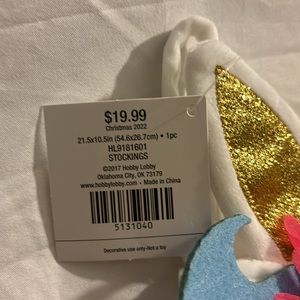 $19.99
Christmas 2022
21.5x10.5in (54.6x26.7cm) • 1pc
HL9181601
STOCKINGS
©2017 Hobby Lobby
Oklahoma City, OK 73179
www.hobbylobby.com • Made in China
5131040
Decorative use only-Not a toy